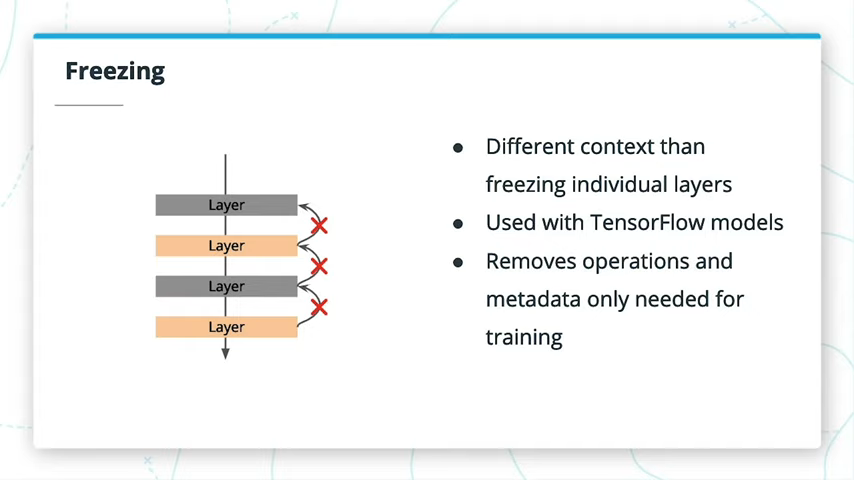 Freezing
Layer
Layer
Layer
Layer
● Different context than
freezing individual layers
● Used with TensorFlow models
● Removes operations and
metadata only needed for
training